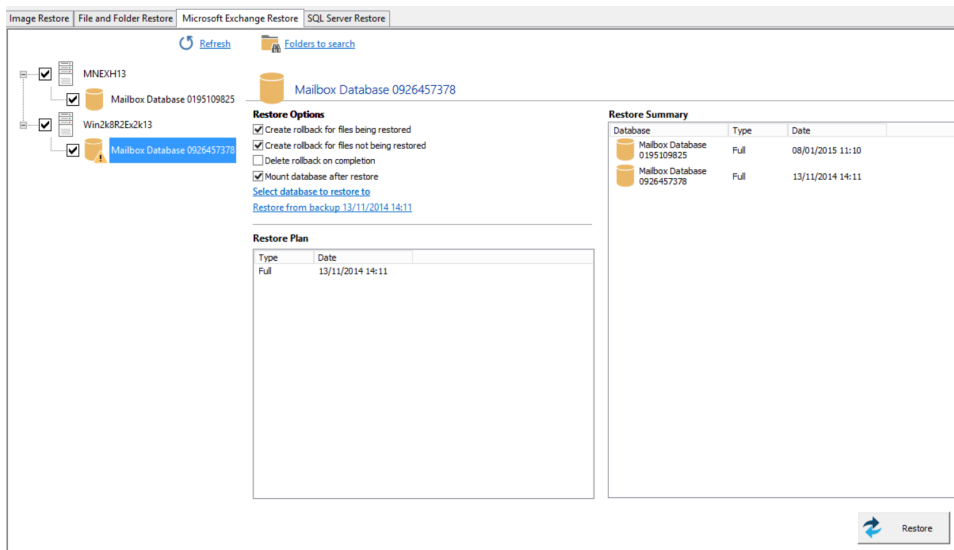 Image Restore File and Folder Restore Microsoft Exchange Restore SQL Server Restore
Refresh Folders to search
MNEXH13
Mailbox Database 0195109825
Win2k8R2Ex2k13
Mailbox Database 0926457378
Mailbox Database 0926457378
Restore Options
Create rollback for files being restored
Create rollback for files not being restored
Delete rollback on completion
Mount database after restore
Select database to restore to
Restore from backup 13/11/2014 14:11
Restore Plan
Type Date
Full 13/11/2014 14:11
Restore Summary
Database Type Date
Mailbox Database
0195109825
Full 08/01/2015 11:10
Mailbox Database
0926457378
Full 13/11/2014 14:11
Restore